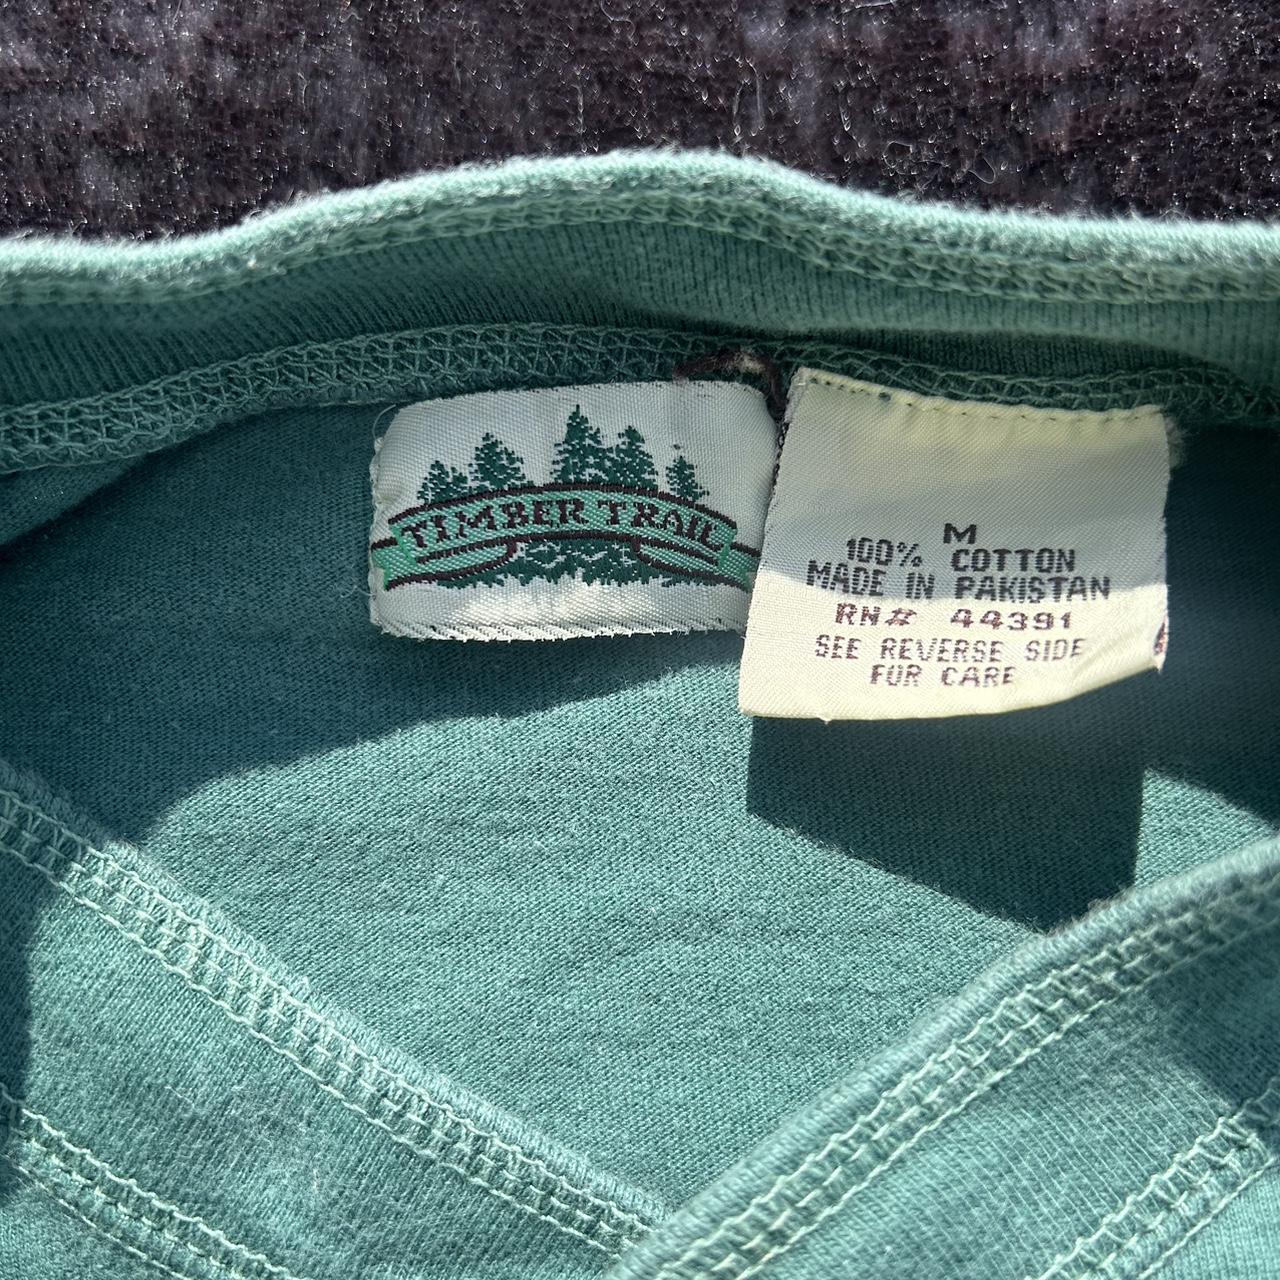 TIMBER TRAIL
M
100% COTTON
MADE IN PAKISTAN
RN# 44391
SEE REVERSE SIDE
FOR CARE